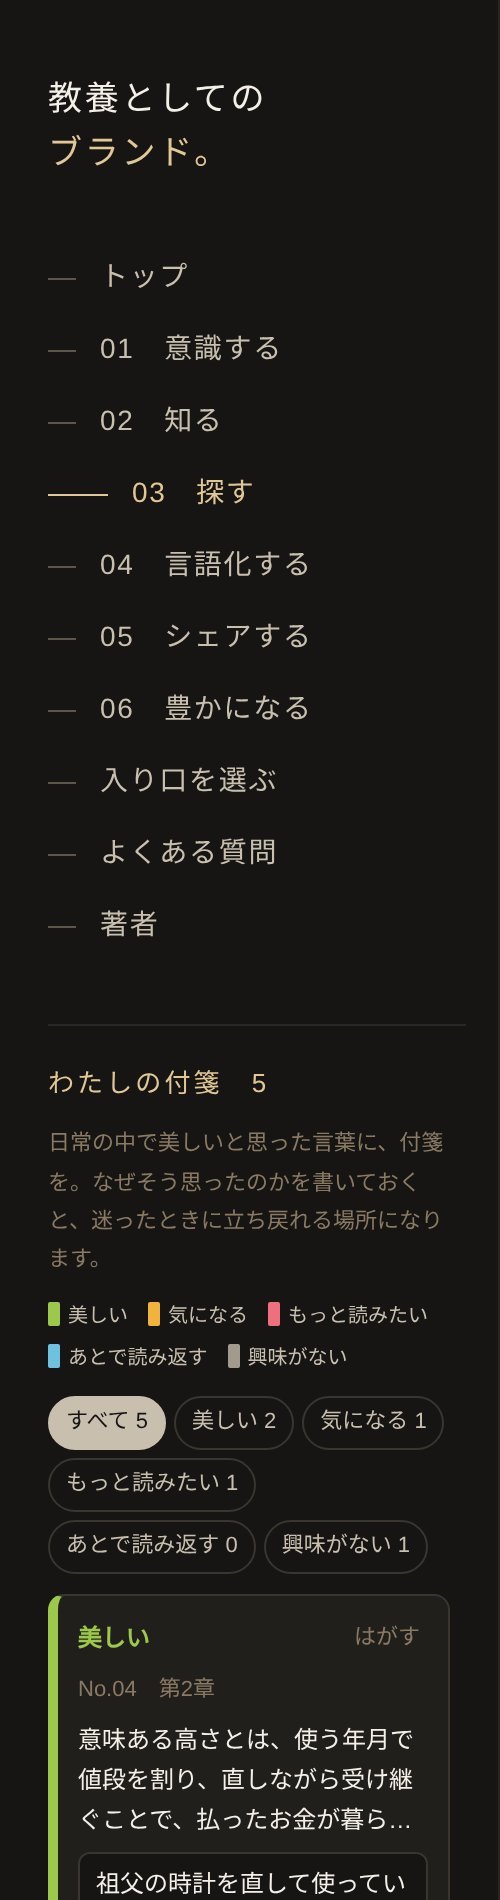 教養としての
ブランド。
トップ
01　意識する
02　知る
03　探す
04　言語化する
05　シェアする
06　豊かになる
入り口を選ぶ
よくある質問
著者
わたしの付箋　5
日常の中で美しいと思った言葉に、付箋
を。なぜそう思ったのかを書いておく
と、迷ったときに立ち戻れる場所になり
ます。
美しい　気になる　もっと読みたい
あとで読み返す　興味がない
すべて 5　美しい 2　気になる 1
もっと読みたい 1
あとで読み返す 0　興味がない 1
美しい　はがす
No.04　第2章
意味ある高さとは、使う年月で
値段を割り、直しながら受け継
ぐことで、払ったお金が暮ら…
祖父の時計を直して使ってい